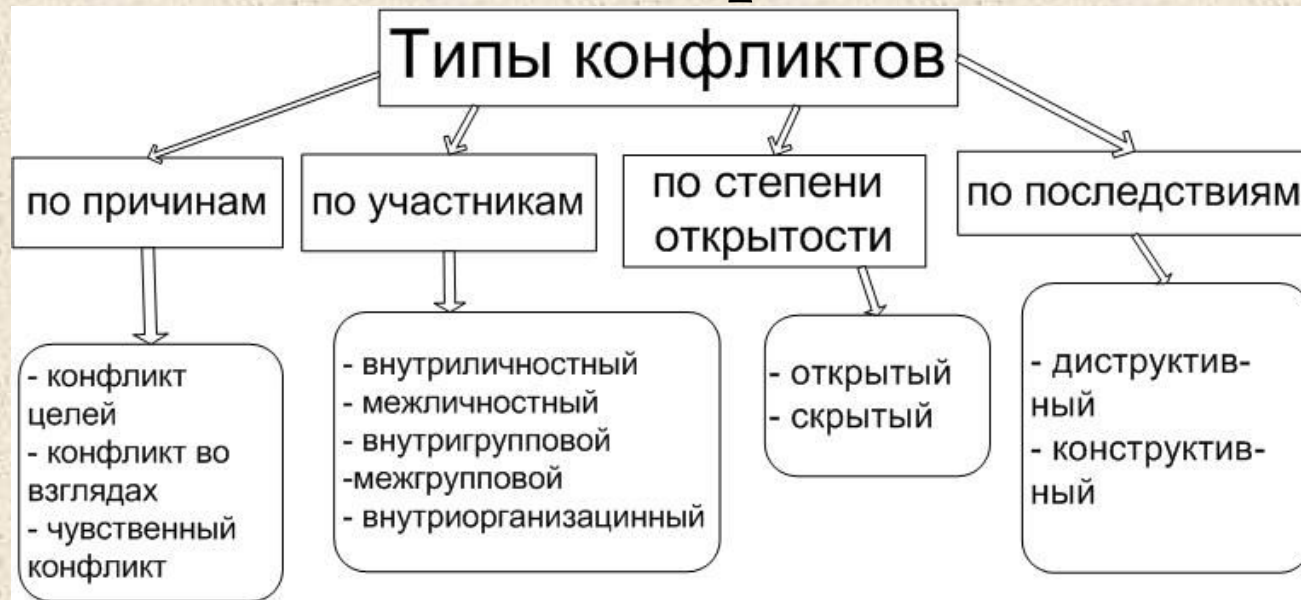 Типы конфликтов
по причинам
по участникам
по степени
открытости
по последствиям
- конфликт
целей
- конфликт во
взглядах
- чувственный
конфликт
- внутриличностный
- межличностный
- внутригрупповой
-межгрупповой
- внутриорганизацинный
- открытый
- скрытый
- диструктив-
ный
- конструктив-
ный